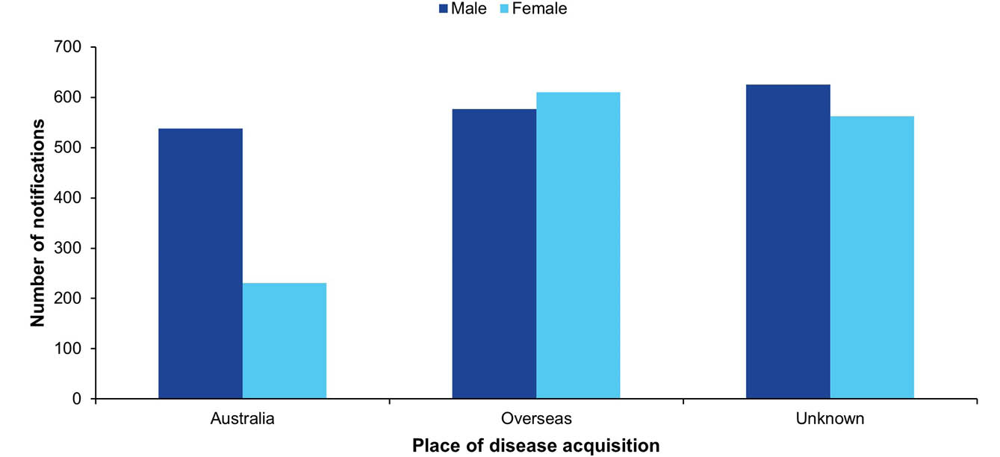 Male Female
700
600
500
400
300
200
100
0
Number of notifications
Australia Overseas Unknown
Place of disease acquisition